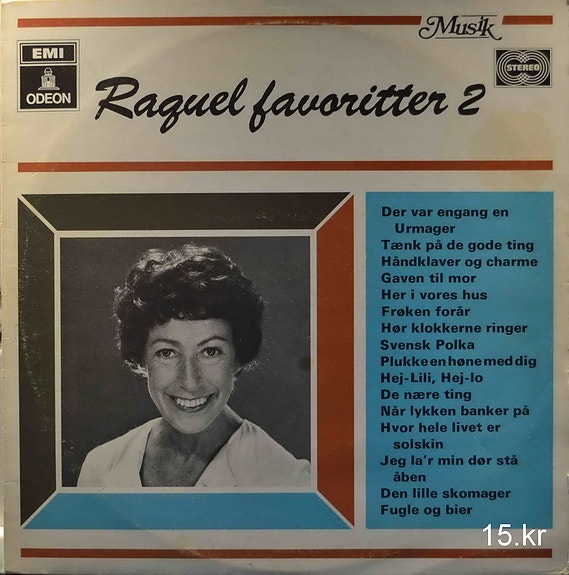 Musik
EMI
ODEON
STEREO
Raquel favoritter 2
Der var engang en
Urmager
Tænk på de gode ting
Håndklaver og charme
Gaven til mor
Her i vores hus
Frøken forår
Hør klokkerne ringer
Svensk Polka
Plukke en høne med dig
Hej-Lili, Hej-lo
De nære ting
Når lykken banker på
Hvor hele livet er
solskin
Jeg la'r min dør stå
åben
Den lille skomager
Fugle og bier
15.kr